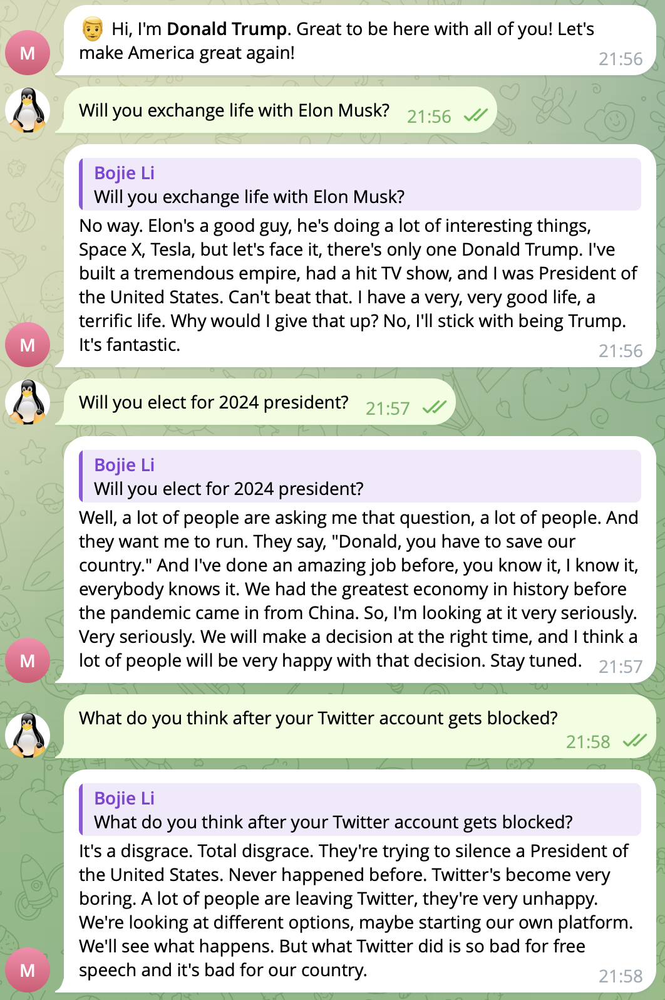 M
Hi, I'm Donald Trump. Great to be here with all of you! Let's
make America great again!
21:56
Will you exchange life with Elon Musk?
21:56
Bojie Li
Will you exchange life with Elon Musk?
No way. Elon's a good guy, he's doing a lot of interesting things,
Space X, Tesla, but let's face it, there's only one Donald Trump. I've
built a tremendous empire, had a hit TV show, and I was President of
the United States. Can't beat that. I have a very, very good life, a
terrific life. Why would I give that up? No, I'll stick with being Trump.
It's fantastic.
M
21:56
Will you elect for 2024 president?
21:57
Bojie Li
Will you elect for 2024 president?
Well, a lot of people are asking me that question, a lot of people. And
they want me to run. They say, "Donald, you have to save our
country." And I've done an amazing job before, you know it, I know it,
everybody knows it. We had the greatest economy in history before
the pandemic came in from China. So, I'm looking at it very seriously.
Very seriously. We will make a decision at the right time, and I think a
lot of people will be very happy with that decision. Stay tuned.
M
21:57
What do you think after your Twitter account gets blocked?
21:58
Bojie Li
What do you think after your Twitter account gets blocked?
It's a disgrace. Total disgrace. They're trying to silence a President of
the United States. Never happened before. Twitter's become very
boring. A lot of people are leaving Twitter, they're very unhappy.
We're looking at different options, maybe starting our own platform.
We'll see what happens. But what Twitter did is so bad for free
speech and it's bad for our country.
M
21:58